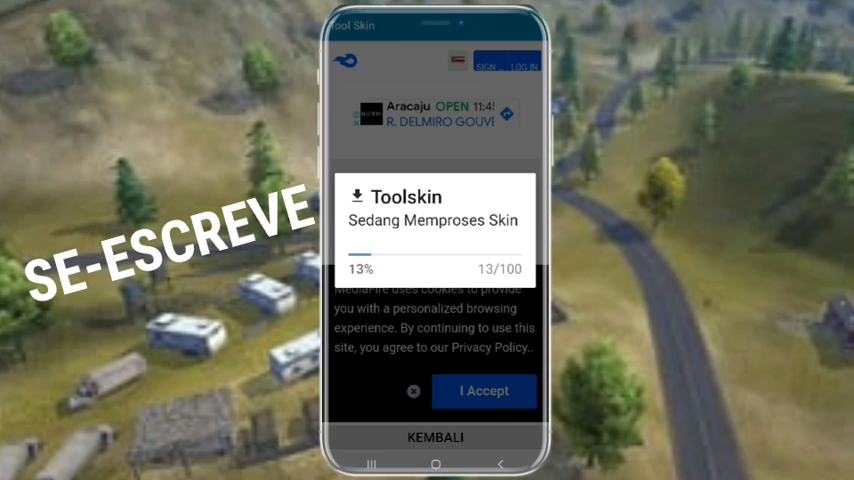 Tool Skin
SIGN ... LOG IN
Aracaju OPEN 11:4
R. DELMIRO GOUVE
Toolskin
Sedang Memproses Skin
13% 13/100
SE-ESCREVE
MediaFire uses cookies to provide
you with a personalized browsing
experience. By continuing to use this
site, you agree to our Privacy Policy..
I Accept
KEMBALI